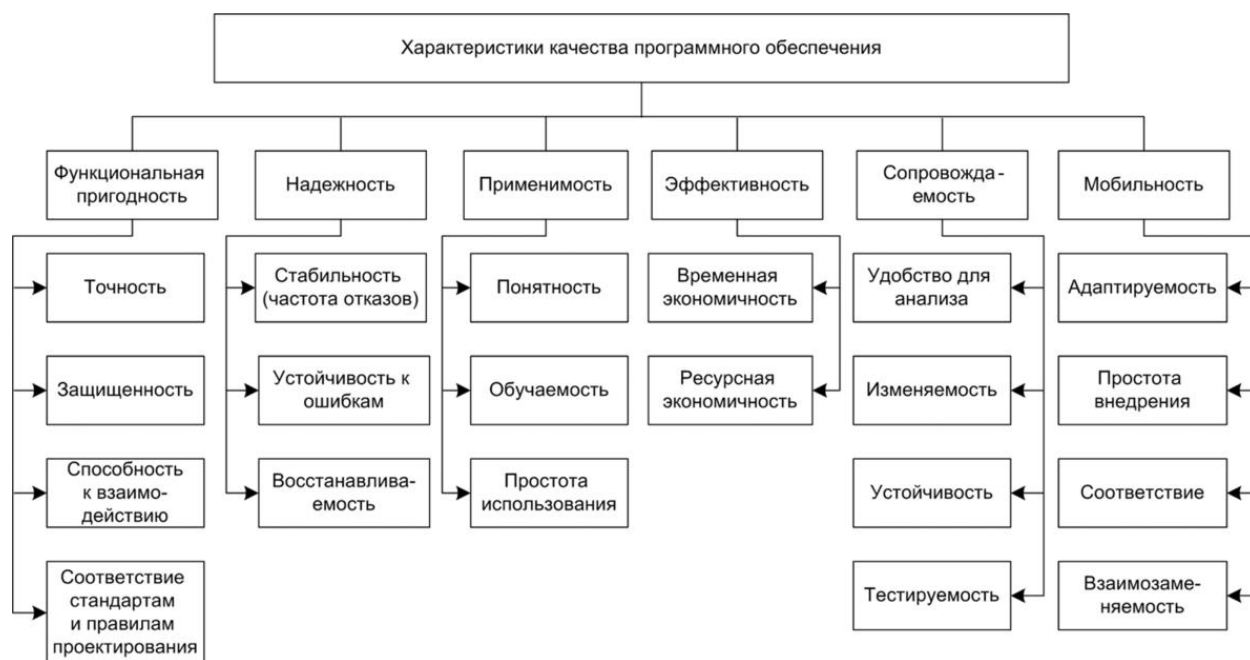 Характеристики качества программного обеспечения
Функциональная
пригодность
Надежность
Применимость
Эффективность
Сопровожда-
емость
Мобильность
Точность
Стабильность
(частота отказов)
Понятность
Временная
экономичность
Удобство для
анализа
Адаптируемость
Защищенность
Устойчивость к
ошибкам
Обучаемость
Ресурсная
экономичность
Изменяемость
Простота
внедрения
Способность
к взаимо-
действию
Восстанавлива-
емость
Простота
использования
Устойчивость
Соответствие
Соответствие
стандартам
и правилам
проектирования
Тестируемость
Взаимозаме-
няемость